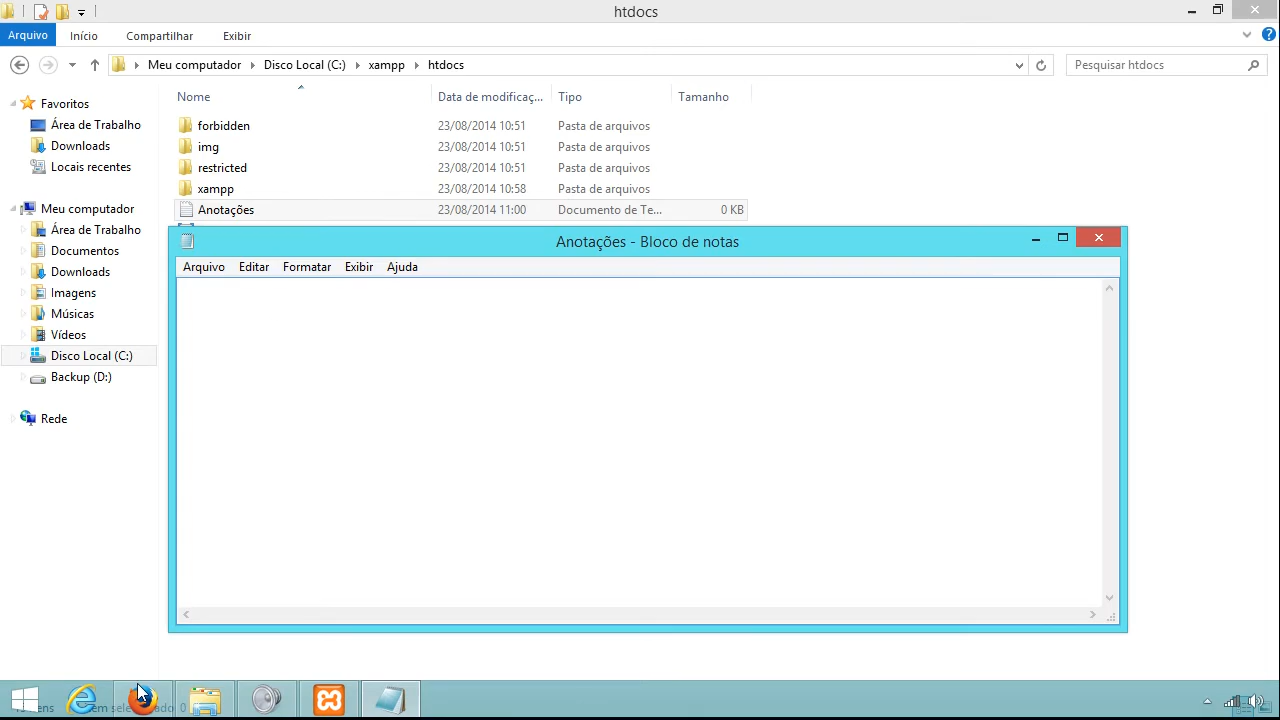 htdocs
Arquivo Início Compartilhar Exibir
Meu computador Disco Local (C:) xampp htdocs Pesquisar htdocs
Nome Data de modificaç... Tipo Tamanho
Favoritos
Área de Trabalho
Downloads
Locais recentes
Meu computador
Área de Trabalho
Documentos
Downloads
Imagens
Músicas
Vídeos
Disco Local (C:)
Backup (D:)
Rede
forbidden 23/08/2014 10:51 Pasta de arquivos
img 23/08/2014 10:51 Pasta de arquivos
restricted 23/08/2014 10:51 Pasta de arquivos
xampp 23/08/2014 10:58 Pasta de arquivos
Anotações 23/08/2014 11:00 Documento de Te... 0 KB
Anotações - Bloco de notas
Arquivo Editar Formatar Exibir Ajuda